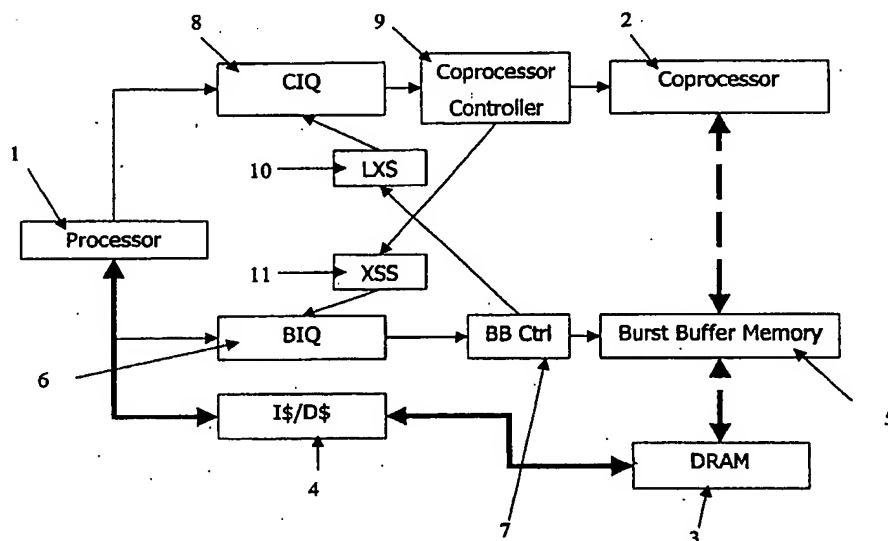 8
9
2
CIQ
Coprocessor
Controller
Coprocessor
1
10
LXS
Processor
11
XSS
BIQ
BB Ctrl
Burst Buffer Memory
6
5
I$/D$
DRAM
4
7
3